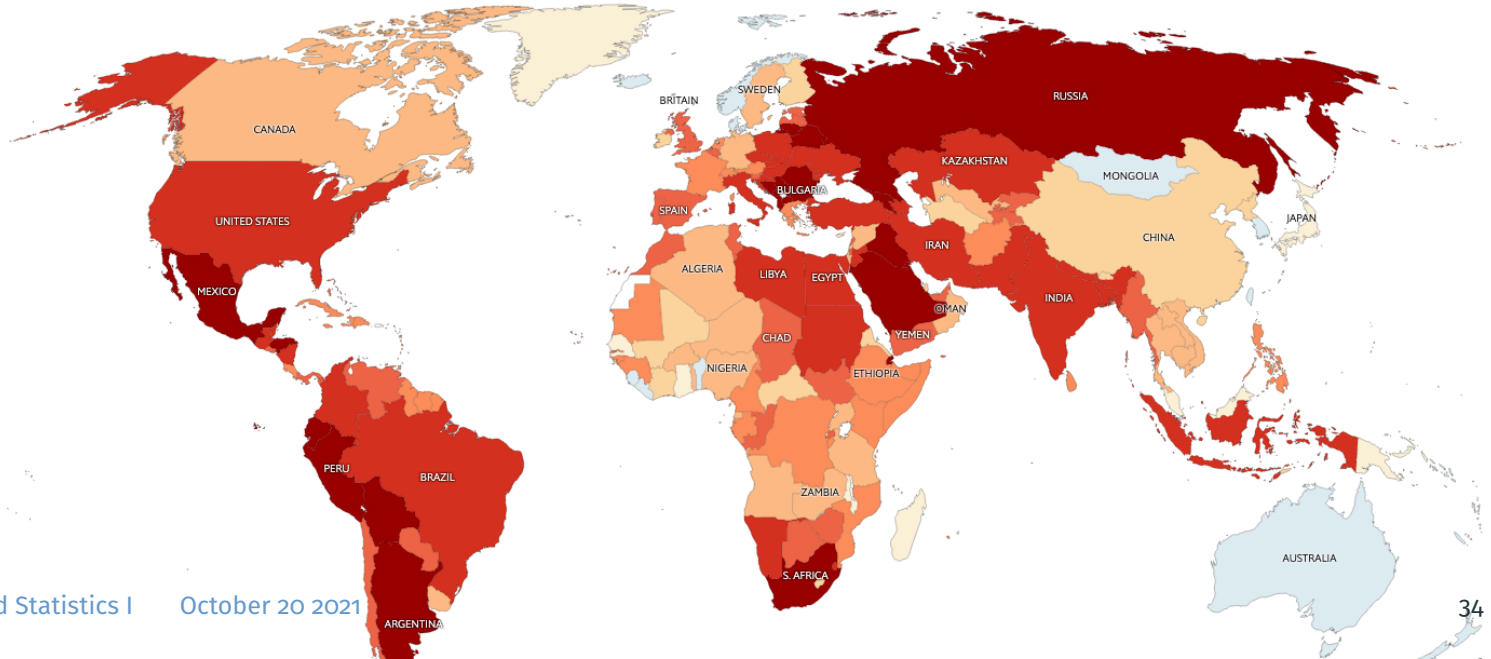 SWEDEN
BRITAIN
RUSSIA
CANADA
KAZAKHSTAN
MONGOLIA
BULGARIA
SPAIN
UNITED STATES
JAPAN
CHINA
IRAN
ALGERIA
LIBYA
EGYPT
MEXICO
INDIA
OMAN
CHAD
YEMEN
NIGERIA
ETHIOPIA
PERU
BRAZIL
ZAMBIA
AUSTRALIA
S. AFRICA
d Statistics I October 20 2021
34
ARGENTINA